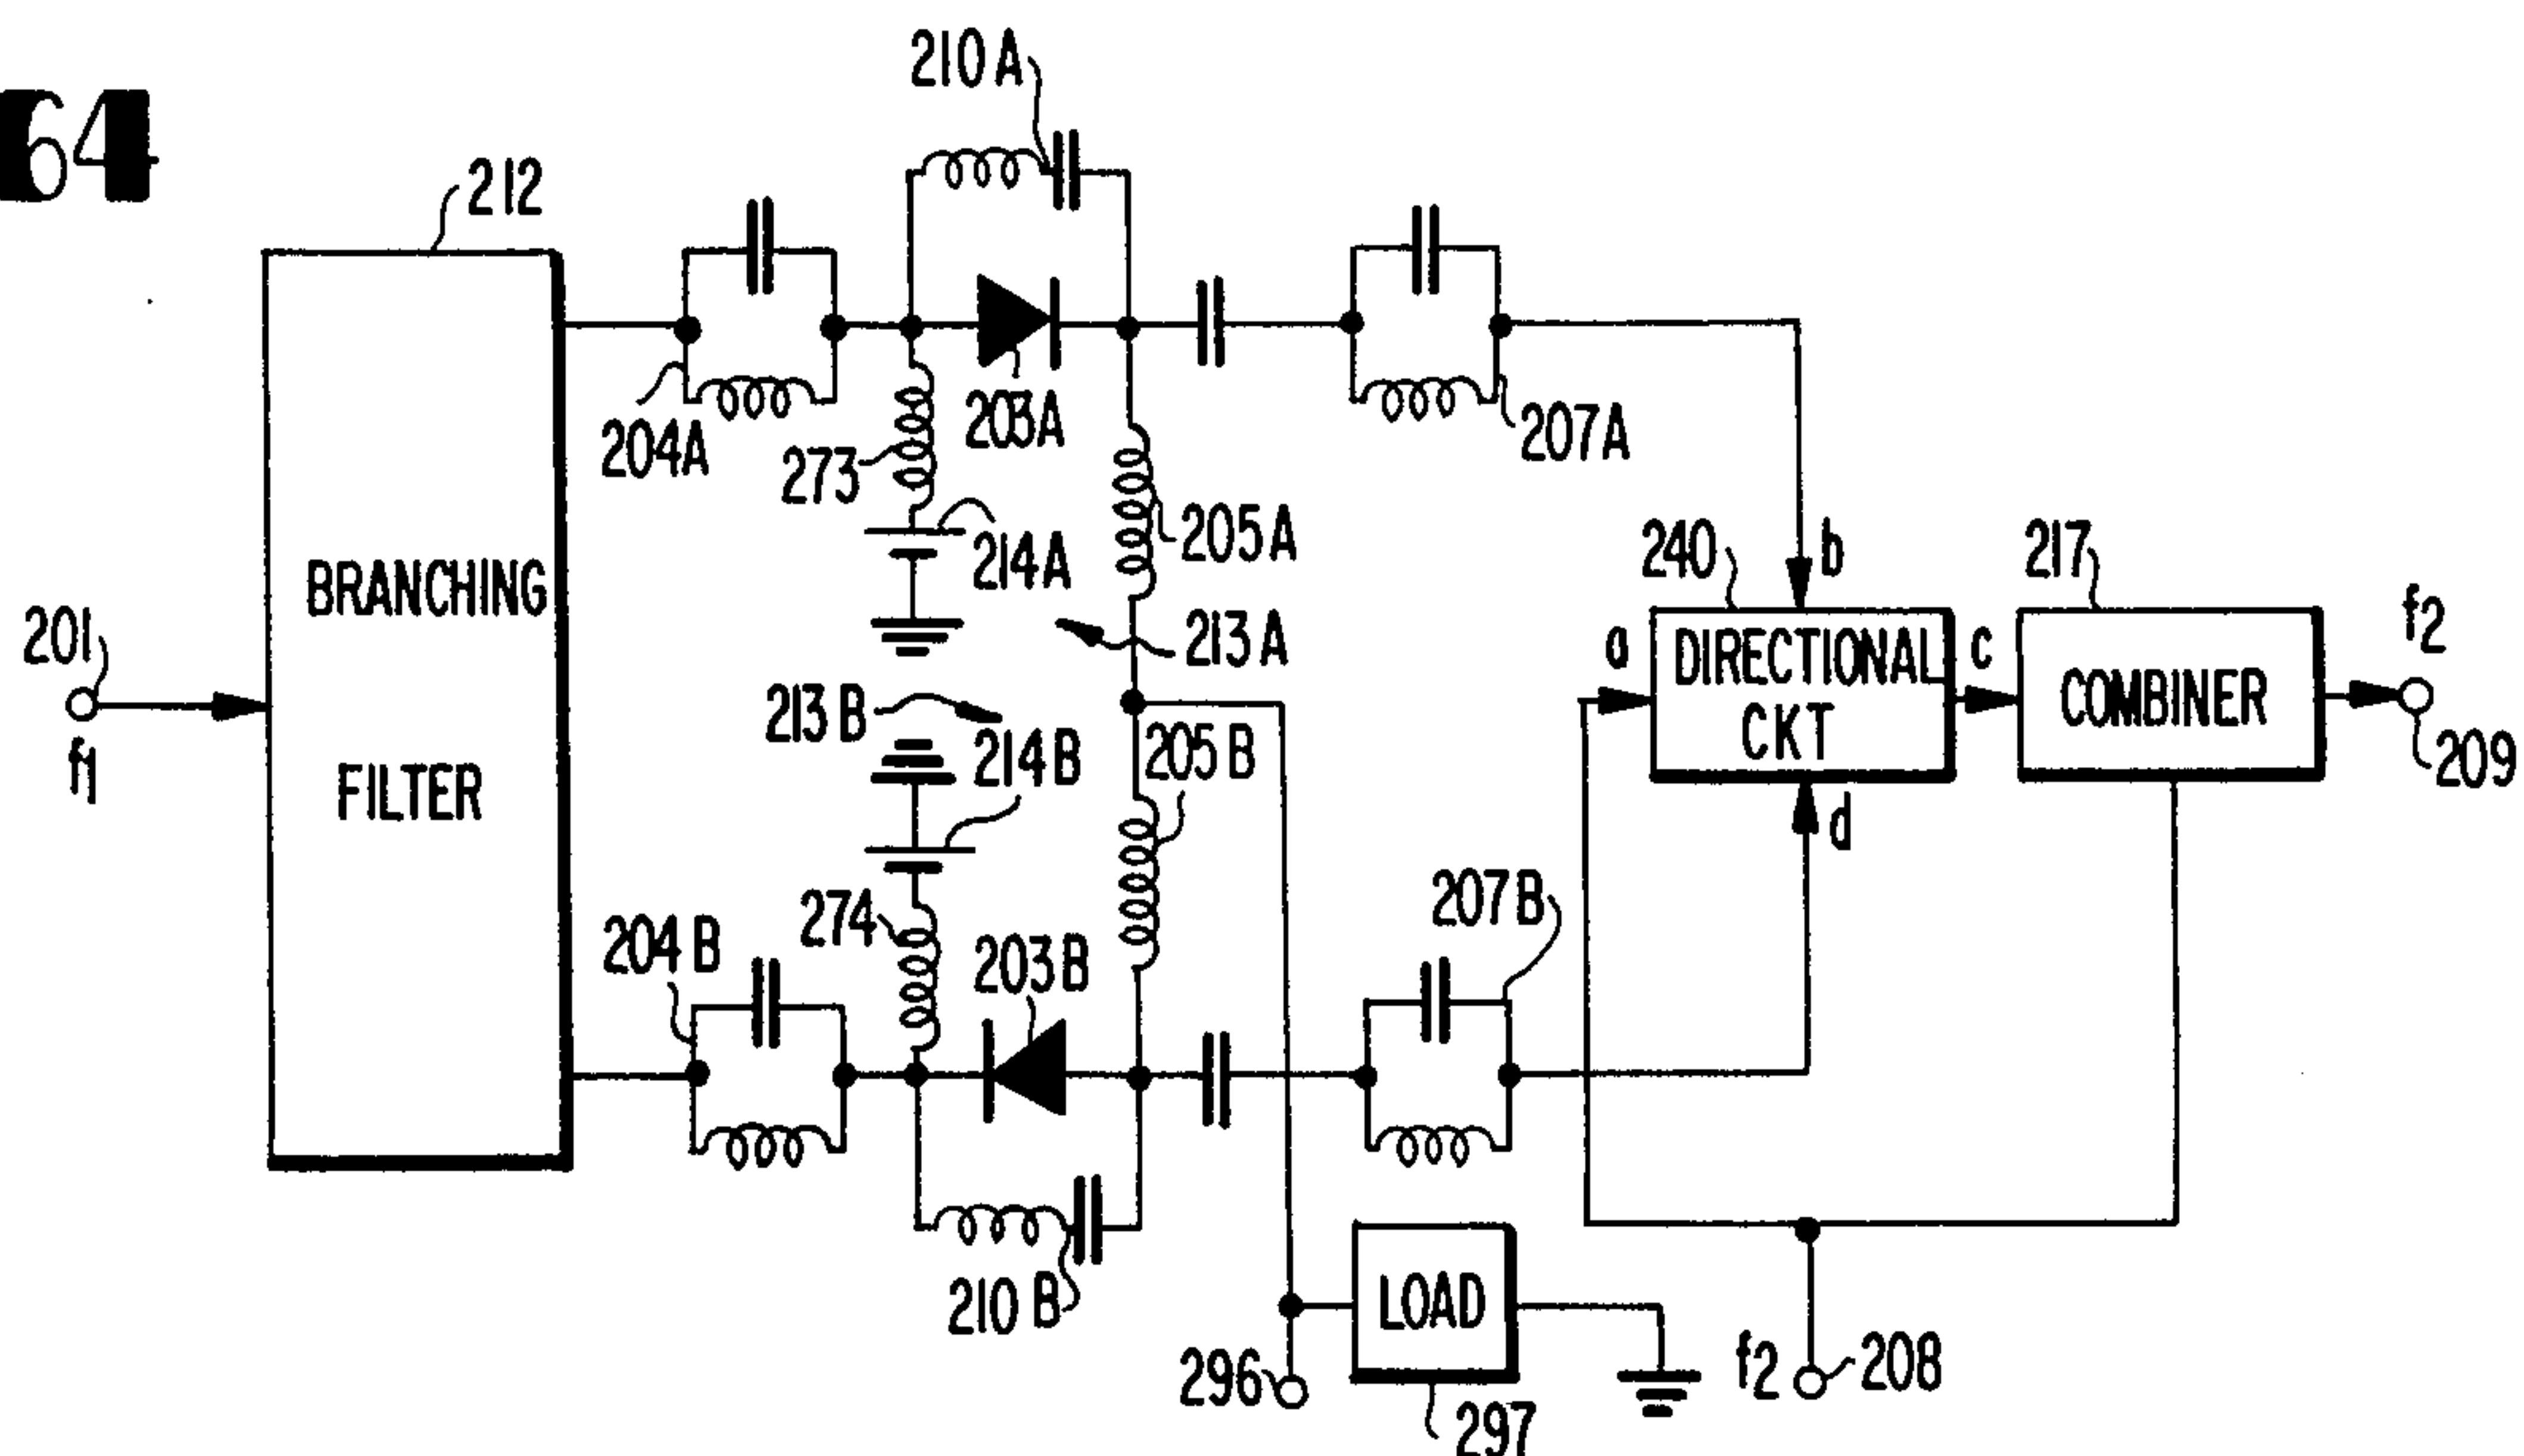 64
210A
212
204A
273
203A
207A
214A
205A
213A
BRANCHING
FILTER
201
f1
213B
214B
205B
240
b
217
a
DIRECTIONAL
CKT
c
COMBINER
f2
209
d
204B
274
203B
207B
210B
LOAD
296
297
f2
208